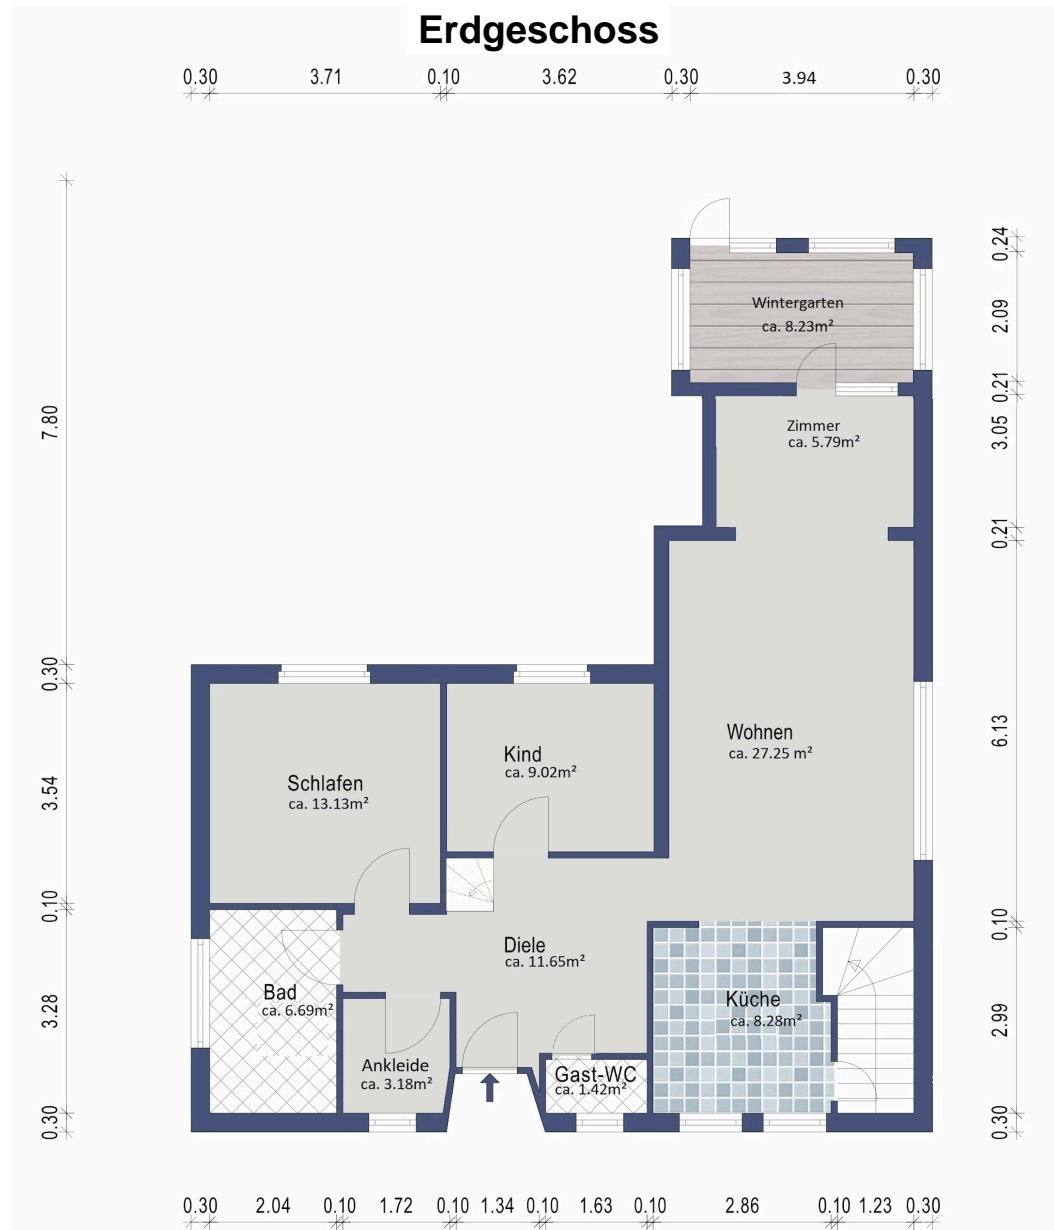 Erdgeschoss
0.30 3.71 0.10 3.62 0.30 3.94 0.30
Wintergarten
ca. 8.23m²
Zimmer
ca. 5.79m²
Wohnen
ca. 27.25 m²
Kind
ca. 9.02m²
Schlafen
ca. 13.13m²
Diele
ca. 11.65m²
Bad
ca. 6.69m²
Küche
ca. 8.28m²
Ankleide
ca. 3.18m²
Gast-WC
ca. 1.42m²
7.80
0.30
3.54
0.10
3.28
0.30
0.24
2.09
0.21
3.05
0.21
6.13
0.10
2.99
0.30
0.30 2.04 0.10 1.72 0.10 1.34 0.10 1.63 0.10 2.86 0.10 1.23 0.30